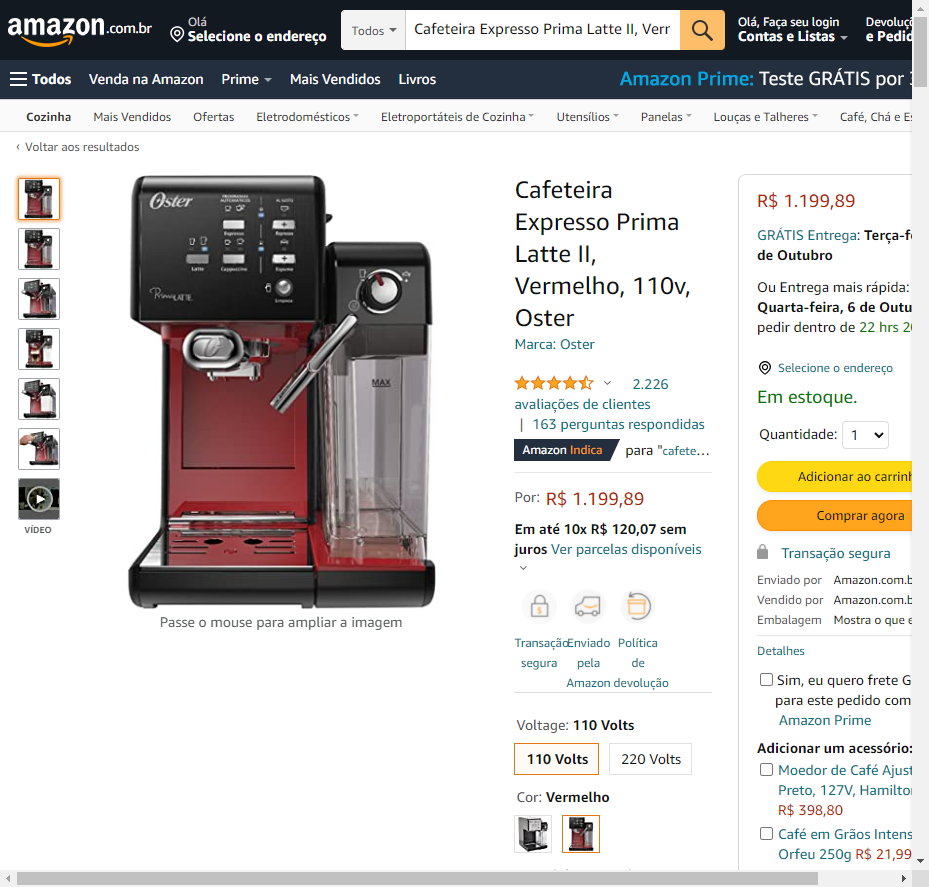 amazon.com.br
Olá
Selecione o endereço
Todos
Cafeteira Expresso Prima Latte II, Verr
Olá, Faça seu login
Contas e Listas
Devoluçõ
e Pedid
Todos
Venda na Amazon
Prime
Mais Vendidos
Livros
Amazon Prime: Teste GRÁTIS por 3
Cozinha
Mais Vendidos
Ofertas
Eletrodomésticos
Eletroportáteis de Cozinha
Utensílios
Panelas
Louças e Talheres
Café, Chá e Es
‹ Voltar aos resultados
VÍDEO
Oster
Espresso
Espresso
Latte
Cappuccino
Espuma
Limpeza
PrimaLATTE
MAX
Passe o mouse para ampliar a imagem
Cafeteira
Expresso Prima
Latte II,
Vermelho, 110v,
Oster
Marca: Oster
2.226
avaliações de clientes
| 163 perguntas respondidas
Amazon Indica para "cafete...
Por: R$ 1.199,89
Em até 10x R$ 120,07 sem
juros Ver parcelas disponíveis
Transação
segura
Enviado
pela
Amazon
Política
de
devolução
Voltage: 110 Volts
110 Volts
220 Volts
Cor: Vermelho
R$ 1.199,89
GRÁTIS Entrega: Terça-fe
de Outubro
Ou Entrega mais rápida:
Quarta-feira, 6 de Outu
pedir dentro de 22 hrs 20
Selecione o endereço
Em estoque.
Quantidade: 1
Adicionar ao carrinh
Comprar agora
Transação segura
Enviado por Amazon.com.b
Vendido por Amazon.com.b
Embalagem Mostra o que e
Detalhes
Sim, eu quero frete G
para este pedido com
Amazon Prime
Adicionar um acessório:
Moedor de Café Ajust
Preto, 127V, Hamilton
R$ 398,80
Café em Grãos Intens
Orfeu 250g R$ 21,99